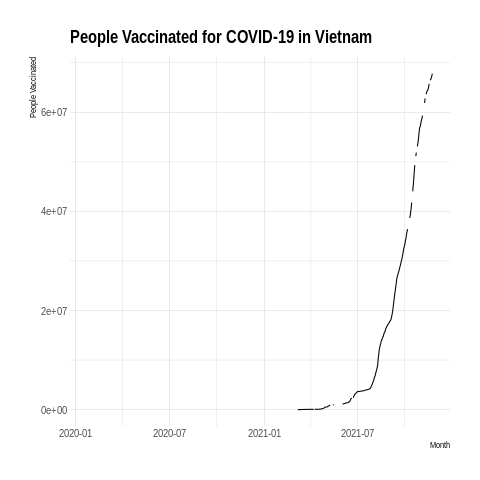 People Vaccinated for COVID-19 in Vietnam
People Vaccinated
6e+07
4e+07
2e+07
0e+00
2020-01
2020-07
2021-01
2021-07
Month